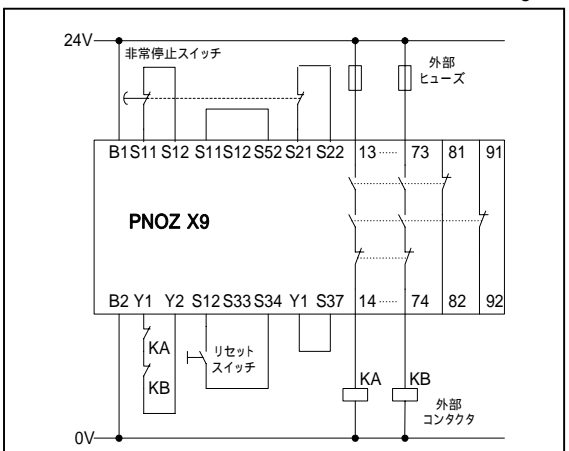 24V
非常停止スイッチ
外部
ヒューズ
B1 S11 S12 S11 S12 S52 S21 S22 13 ...... 73 81 91
PNOZ X9
B2 Y1 Y2 S12 S33 S34 Y1 S37 14 ...... 74 82 92
KA
KB
リセット
スイッチ
KA
KB
外部
コンタクタ
0V